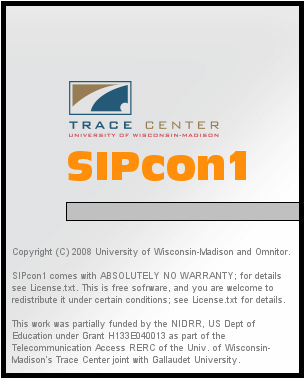 TRACE CENTER
UNIVERSITY OF WISCONSIN-MADISON
SIPcon1
Copyright (C) 2008 University of Wisconsin-Madison and Omnitor.
SIPcon1 comes with ABSOLUTELY NO WARRANTY; for details
see License.txt. This is free sofrware, and you are welcome to
redistribute it under certain conditions; see License.txt for details.
This work was partially funded by the NIDRR, US Dept of
Education under Grant H133E040013 as part of the
Telecommunication Access RERC of the Univ. of Wisconsin-
Madison's Trace Center joint with Gallaudet University.